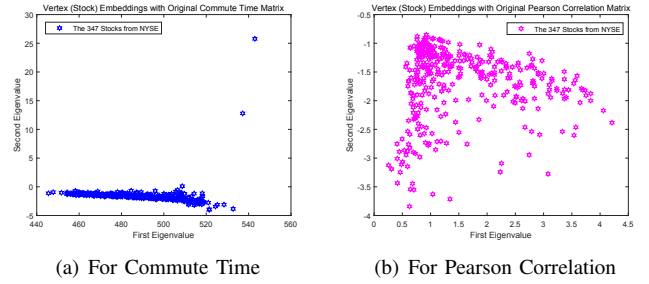 Vertex (Stock) Embeddings with Original Commute Time Matrix
The 347 Stocks from NYSE
Second Eigenvalue
30
25
20
15
10
5
0
-5
440 460 480 500 520 540 560
First Eigenvalue
(a) For Commute Time
Vertex (Stock) Embeddings with Original Pearson Correlation Matrix
The 347 Stocks from NYSE
Second Eigenvalue
-0.5
-1
-1.5
-2
-2.5
-3
-3.5
-4
0 0.5 1 1.5 2 2.5 3 3.5 4 4.5
First Eigenvalue
(b) For Pearson Correlation